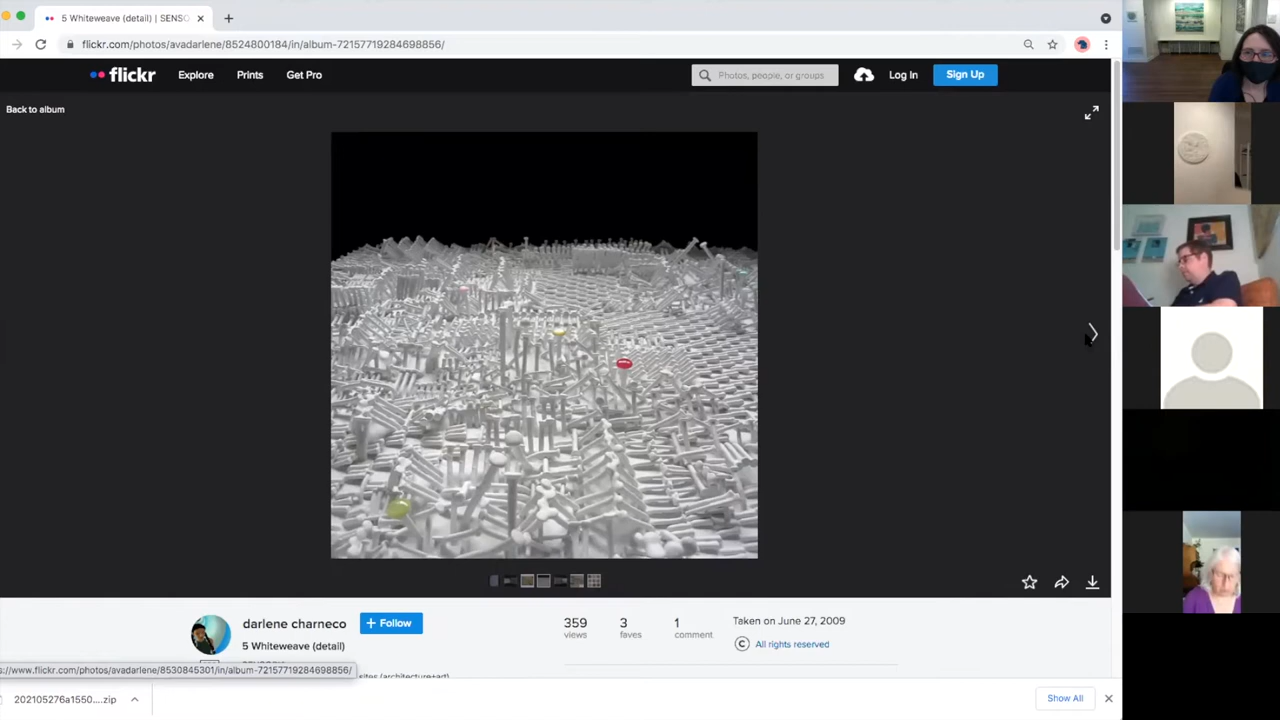 5 Whiteweave (detail) | SENSO
flickr.com/photos/avadarlene/8524800184/in/album-72157719284698856/
flickr
Explore
Prints
Get Pro
Photos, people, or groups
Log In
Sign Up
Back to album
darlene charneco
+ Follow
359
views
3
faves
1
comment
Taken on June 27, 2009
5 Whiteweave (detail)
© All rights reserved
s://www.flickr.com/photos/avadarlene/8530845301/in/album-72157719284698856/
sites (architecture+art)
202105276a1550....zip
Show All